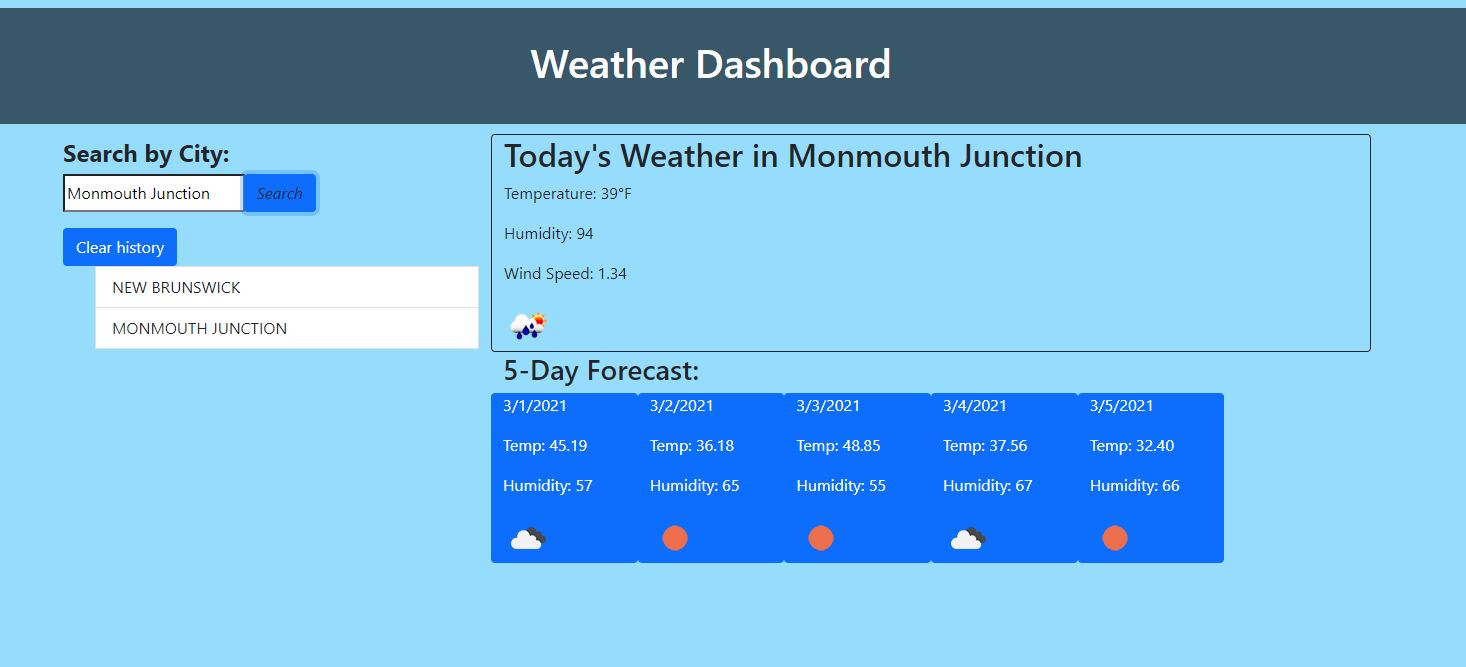 Weather Dashboard
Search by City:
Monmouth Junction
Search
Clear history
NEW BRUNSWICK
MONMOUTH JUNCTION
Today's Weather in Monmouth Junction
Temperature: 39°F
Humidity: 94
Wind Speed: 1.34
5-Day Forecast:
3/1/2021
Temp: 45.19
Humidity: 57
3/2/2021
Temp: 36.18
Humidity: 65
3/3/2021
Temp: 48.85
Humidity: 55
3/4/2021
Temp: 37.56
Humidity: 67
3/5/2021
Temp: 32.40
Humidity: 66